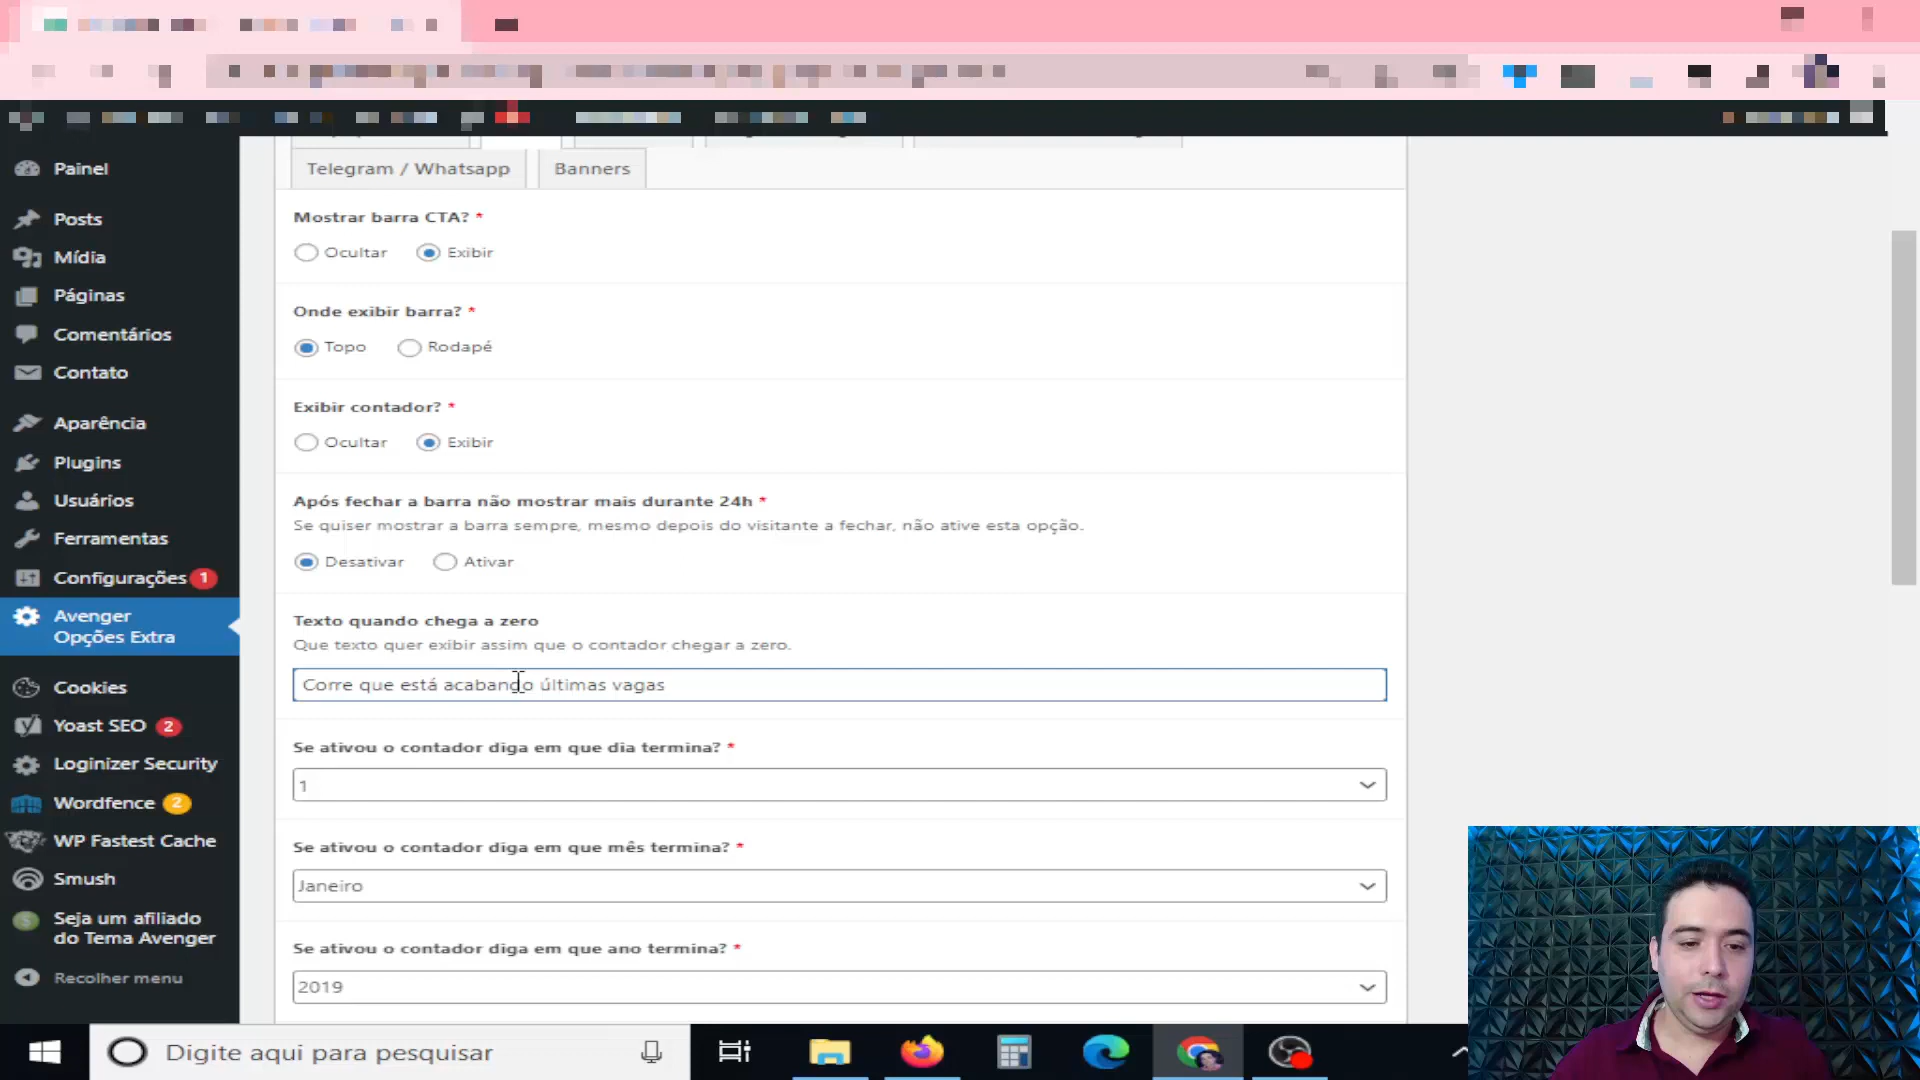 Painel
Posts
Mídia
Páginas
Comentários
Contato
Aparência
Plugins
Usuários
Ferramentas
Configurações 1
Avenger
Opções Extra
Cookies
Yoast SEO 2
Loginizer Security
Wordfence 2
WP Fastest Cache
Smush
Seja um afiliado
do Tema Avenger
Recolher menu
Telegram / Whatsapp Banners
Mostrar barra CTA? *
Ocultar Exibir
Onde exibir barra? *
Topo Rodapé
Exibir contador? *
Ocultar Exibir
Após fechar a barra não mostrar mais durante 24h *
Se quiser mostrar a barra sempre, mesmo depois do visitante a fechar, não ative esta opção.
Desativar Ativar
Texto quando chega a zero
Que texto quer exibir assim que o contador chegar a zero.
Corre que está acabando últimas vagas
Se ativou o contador diga em que dia termina? *
1
Se ativou o contador diga em que mês termina? *
Janeiro
Se ativou o contador diga em que ano termina? *
2019
Digite aqui para pesquisar